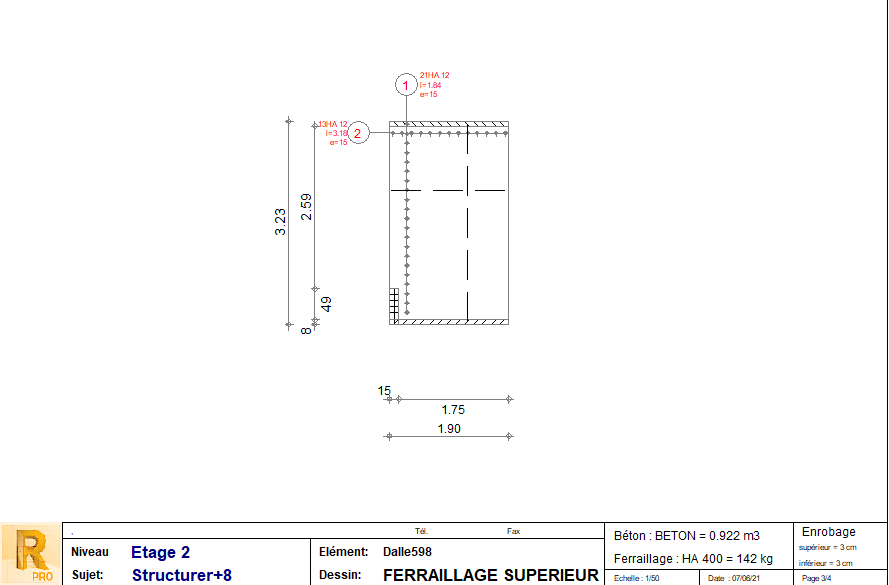 21HA 12
1
l=1.84
e=15
13HA 12
2
l=3.18
e=15
3.23
2.59
49
8
15
1.75
1.90
R
PRO
.
Tél.
Fax
Niveau
Etage 2
Sujet:
Structurer+8
Elément:
Dalle598
Dessin:
FERRAILLAGE SUPERIEUR
Béton : BETON = 0.922 m3
Ferraillage : HA 400 = 142 kg
Enrobage
supérieur = 3 cm
inférieur = 3 cm
Echelle : 1/50
Date : 07/06/21
Page 3/4